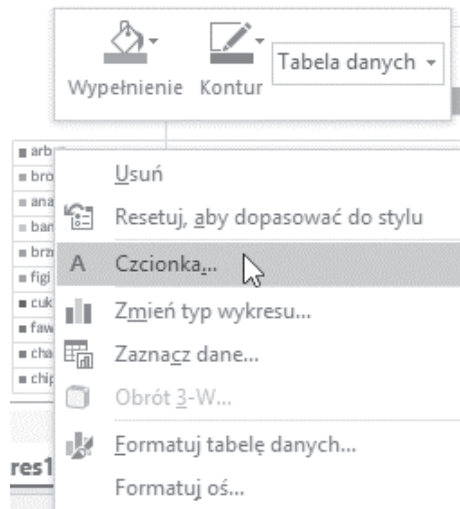 Wypełnienie Kontur Tabela danych
Usuń
Resetuj, aby dopasować do stylu
Czcionka...
Zmień typ wykresu...
Zaznacz dane...
Obrót 3-W...
Formatuj tabelę danych...
Formatuj oś...
arb
bro
ana
ban
brz
figi
cuk
faw
cha
chip
res1